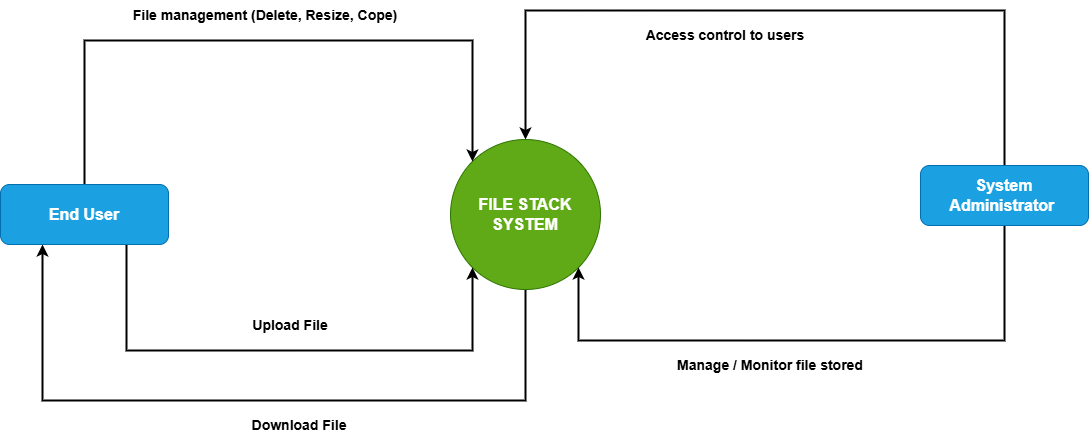 File management (Delete, Resize, Cope)
Access control to users
End User
FILE STACK
SYSTEM
System
Administrator
Upload File
Manage / Monitor file stored
Download File